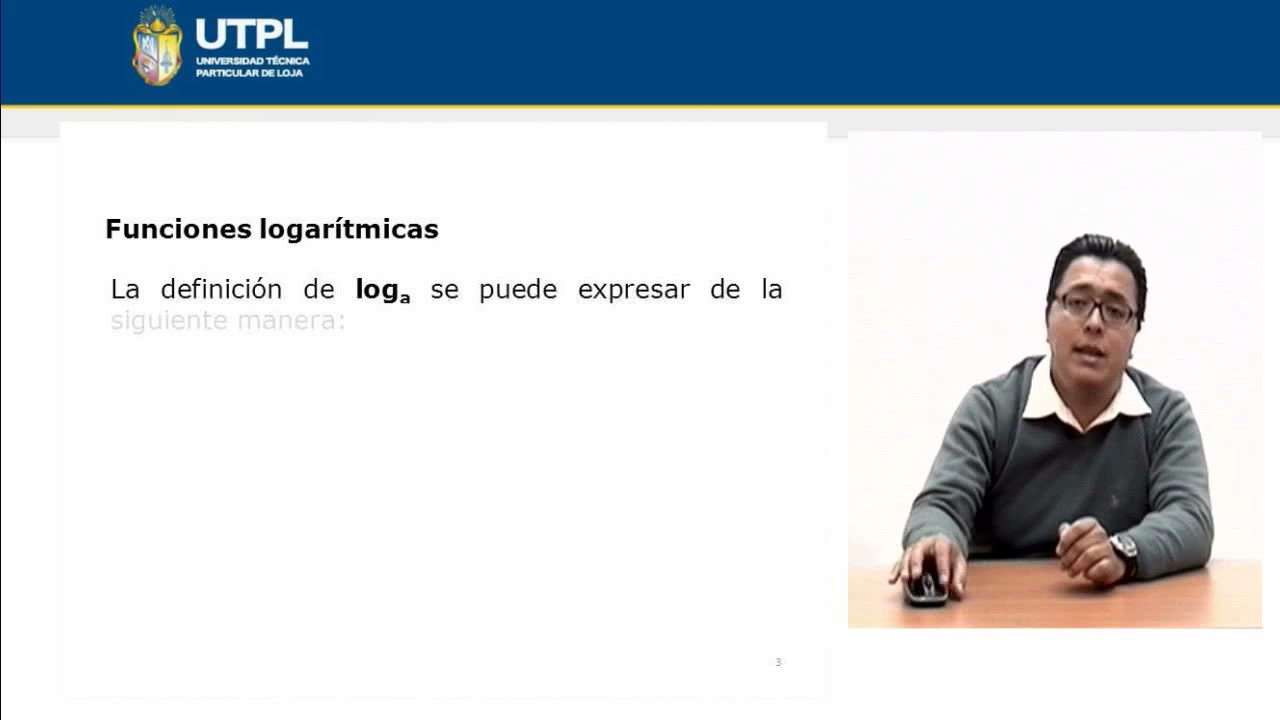 UTPL
UNIVERSIDAD TÉCNICA
PARTICULAR DE LOJA
Funciones logarítmicas
La definición de logₐ se puede expresar de la
siguiente manera:
3